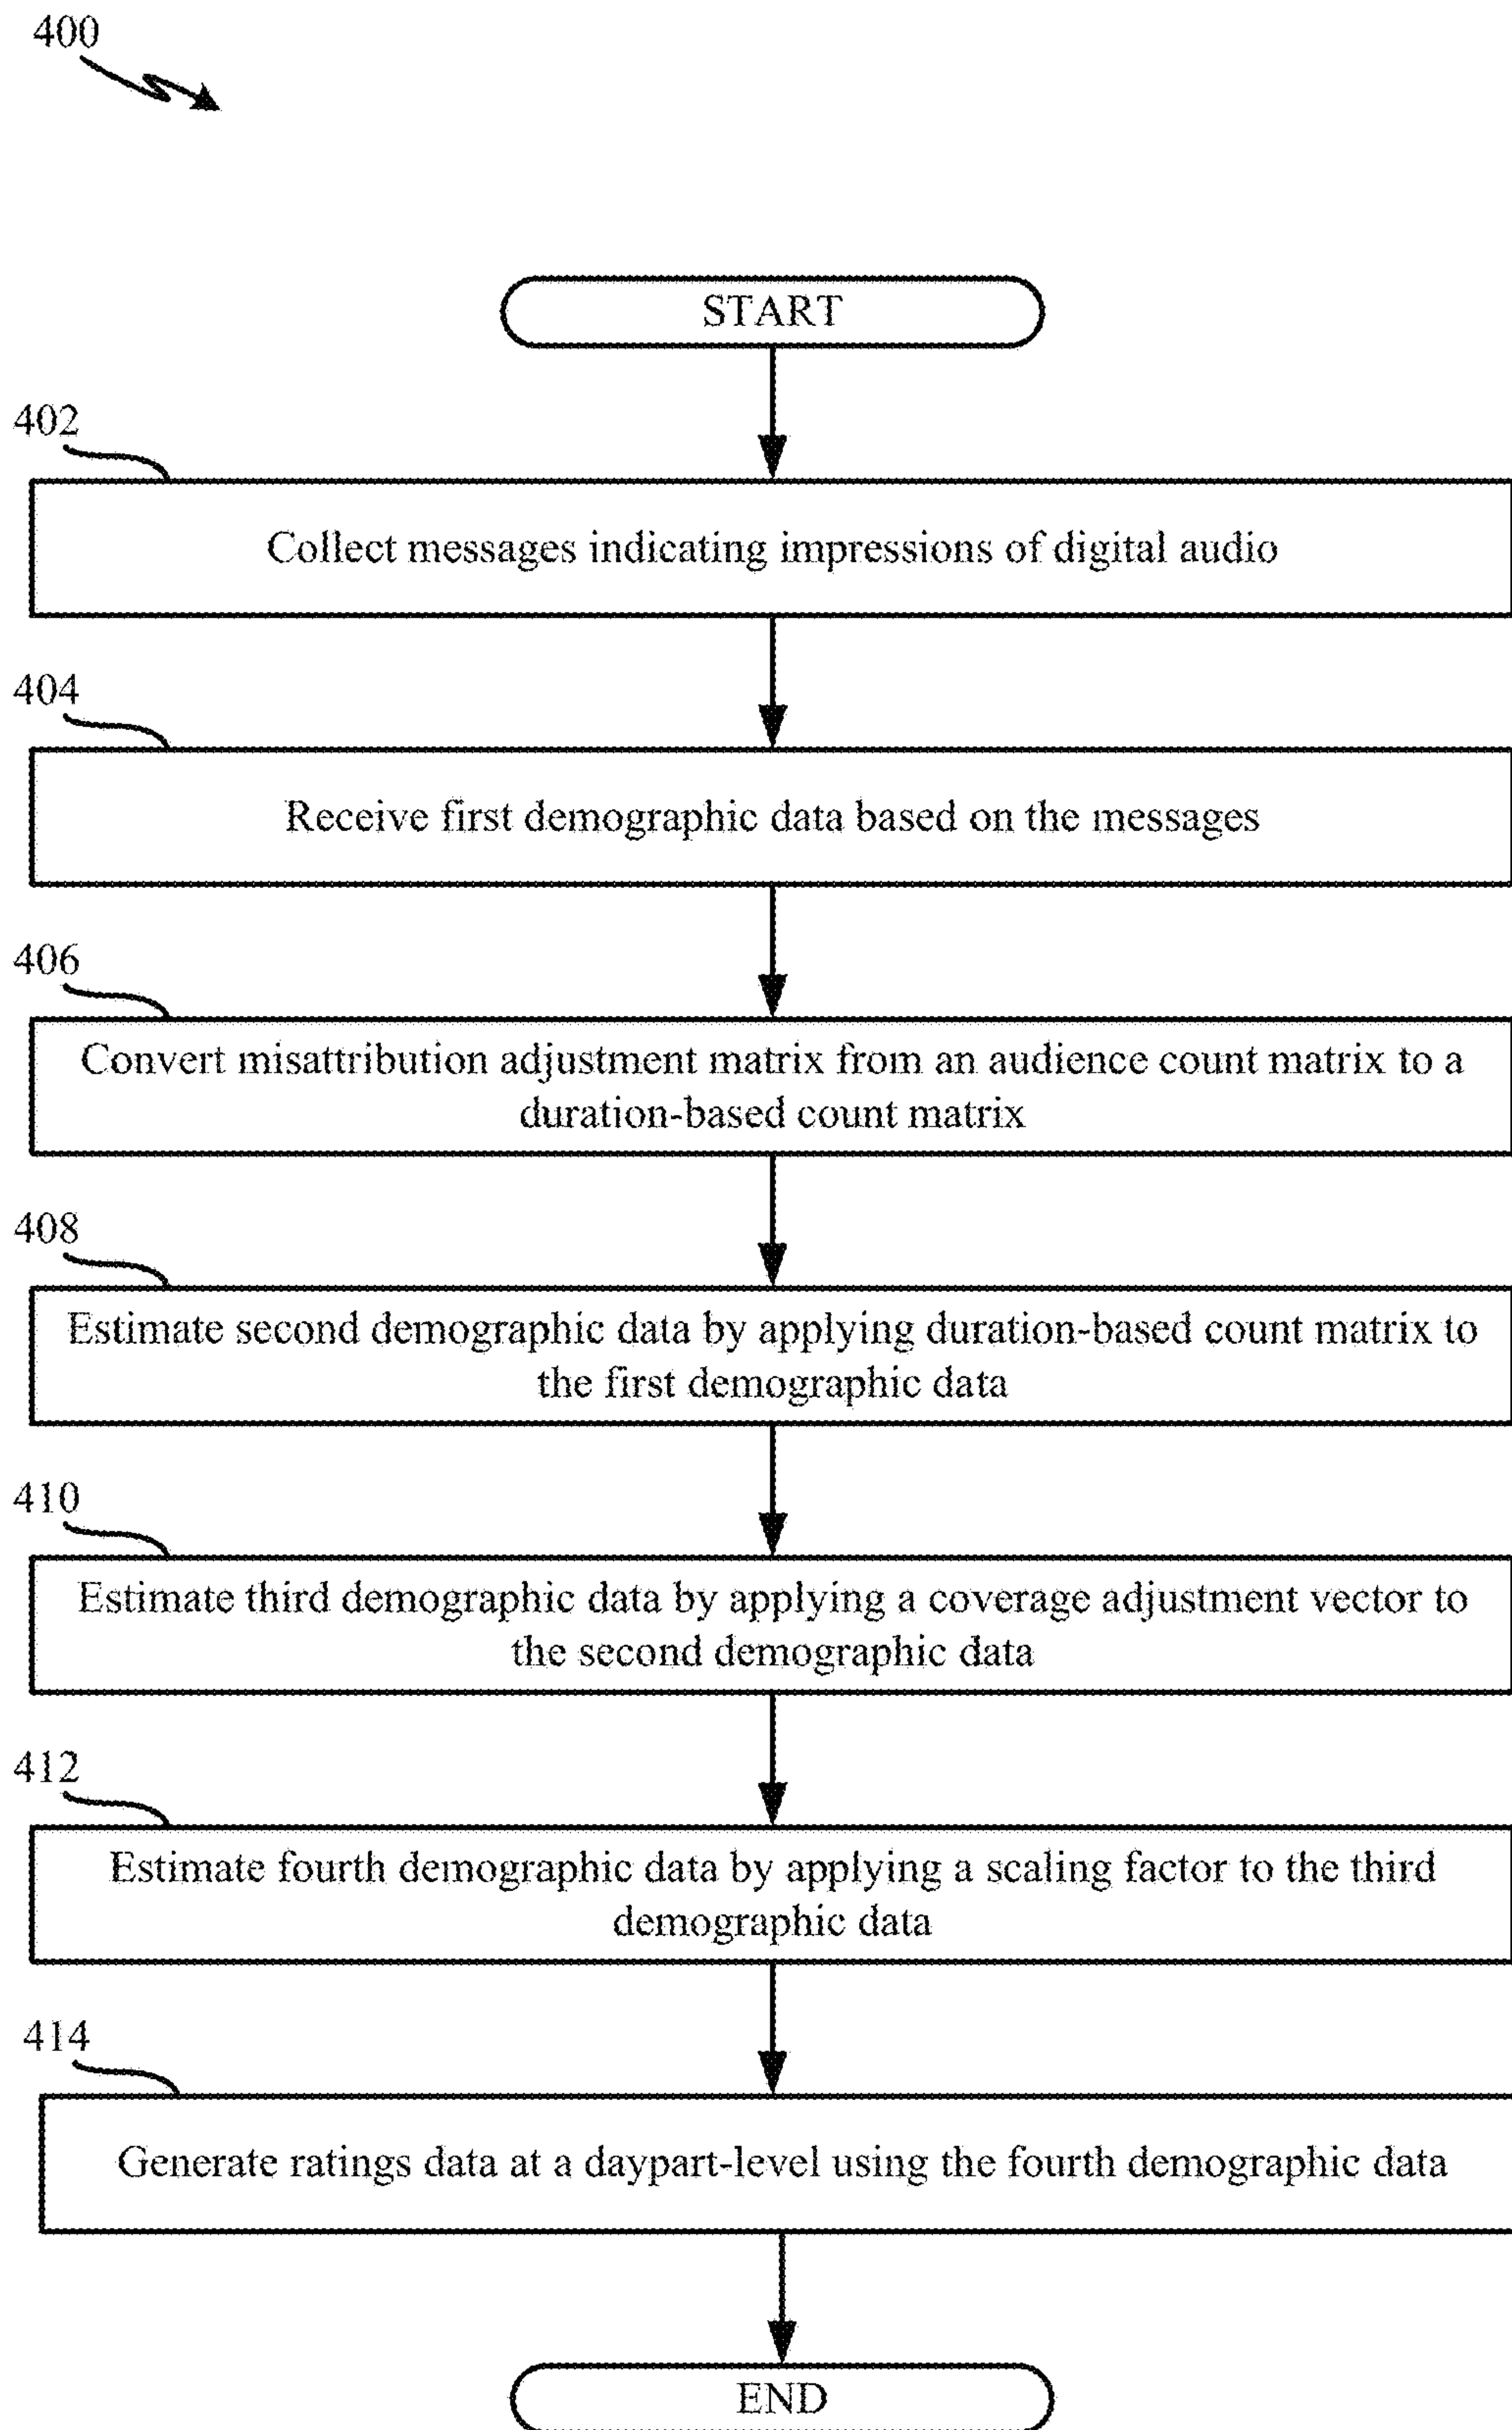 400
START
402
Collect messages indicating impressions of digital audio
404
Receive first demographic data based on the messages
406
Convert misattribution adjustment matrix from an audience count matrix to a
duration-based count matrix
408
Estimate second demographic data by applying duration-based count matrix to
the first demographic data
410
Estimate third demographic data by applying a coverage adjustment vector to
the second demographic data
412
Estimate fourth demographic data by applying a scaling factor to the third
demographic data
414
Generate ratings data at a daypart-level using the fourth demographic data
END